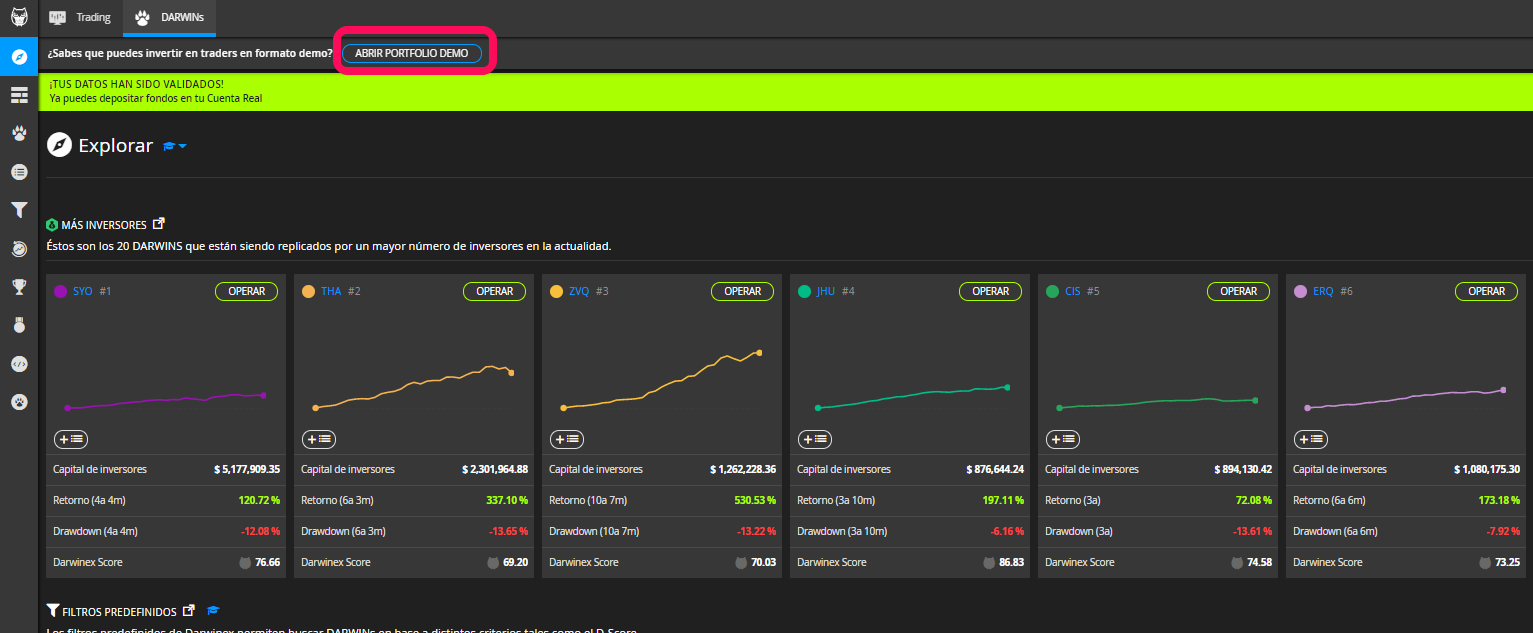 Trading DARWINs
¿Sabes que puedes invertir en traders en formato demo? ABRIR PORTFOLIO DEMO
¡TUS DATOS HAN SIDO VALIDADOS!
Ya puedes depositar fondos en tu Cuenta Real
Explorar
MÁS INVERSORES
Éstos son los 20 DARWINS que están siendo replicados por un mayor número de inversores en la actualidad.
SYO #1 OPERAR
Capital de inversores $ 5,177,909.35
Retorno (4a 4m) 120.72 %
Drawdown (4a 4m) -12.08 %
Darwinex Score 76.66
THA #2 OPERAR
Capital de inversores $ 2,301,964.88
Retorno (6a 3m) 337.10 %
Drawdown (6a 3m) -13.65 %
Darwinex Score 69.20
ZVQ #3 OPERAR
Capital de inversores $ 1,262,228.36
Retorno (10a 7m) 530.53 %
Drawdown (10a 7m) -13.22 %
Darwinex Score 70.03
JHU #4 OPERAR
Capital de inversores $ 876,644.24
Retorno (3a 10m) 197.11 %
Drawdown (3a 10m) -6.16 %
Darwinex Score 86.83
CIS #5 OPERAR
Capital de inversores $ 894,130.42
Retorno (3a) 72.08 %
Drawdown (3a) -13.61 %
Darwinex Score 74.58
ERQ #6 OPERAR
Capital de inversores $ 1,080,175.30
Retorno (6a 6m) 173.18 %
Drawdown (6a 6m) -7.92 %
Darwinex Score 73.25
FILTROS PREDEFINIDOS
Los filtros predefinidos de Darwinex permiten buscar DARWINs en base a distintos criterios tales como el D-Score